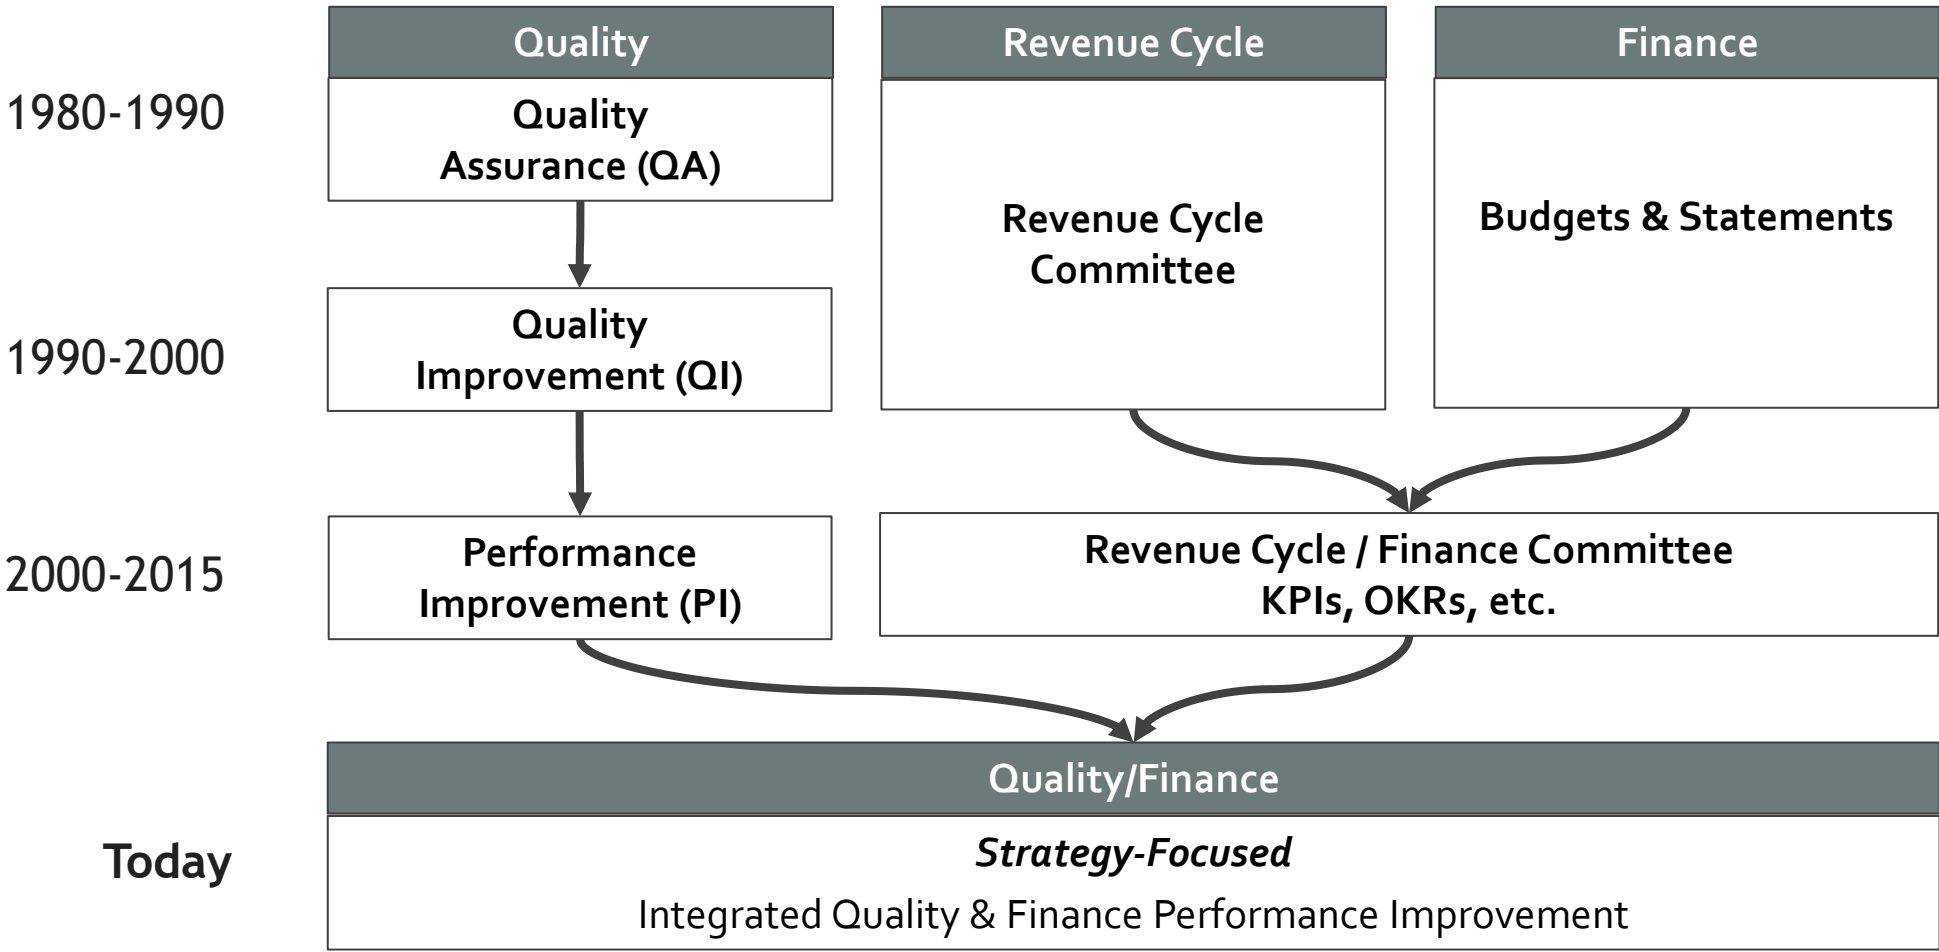 Quality
Revenue Cycle
Finance
1980-1990
Quality
Assurance (QA)
Revenue Cycle
Committee
Budgets & Statements
1990-2000
Quality
Improvement (QI)
2000-2015
Performance
Improvement (PI)
Revenue Cycle / Finance Committee
KPIs, OKRs, etc.
Quality/Finance
Today
Strategy-Focused
Integrated Quality & Finance Performance Improvement